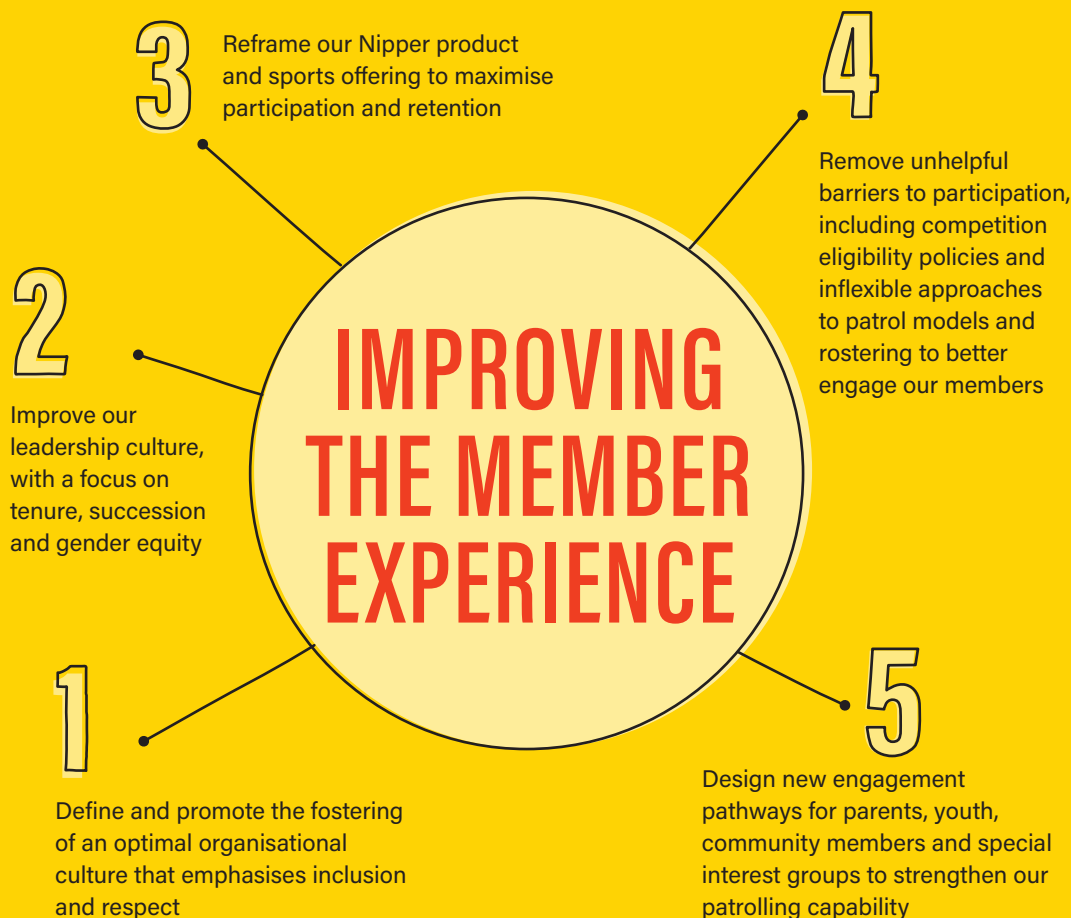 3
Reframe our Nipper product
and sports offering to maximise
participation and retention
4
Remove unhelpful
barriers to participation,
including competition
eligibility policies and
inflexible approaches
to patrol models and
rostering to better
engage our members
2
Improve our
leadership culture,
with a focus on
tenure, succession
and gender equity
IMPROVING
THE MEMBER
EXPERIENCE
1
Define and promote the fostering
of an optimal organisational
culture that emphasises inclusion
and respect
5
Design new engagement
pathways for parents, youth,
community members and special
interest groups to strengthen our
patrolling capability